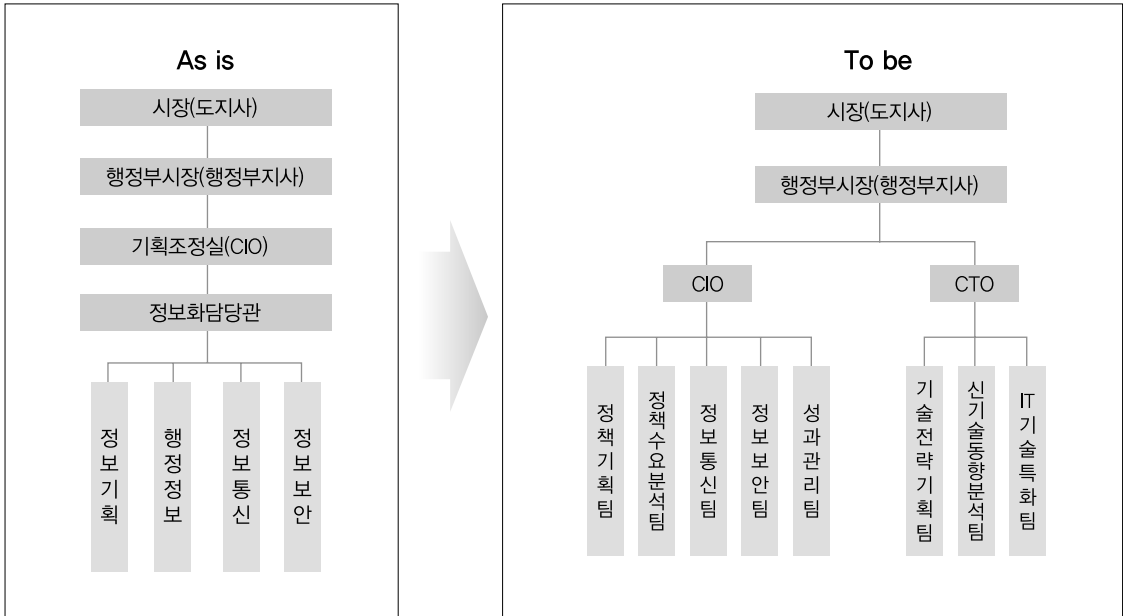 As is
시장(도지사)
행정부시장(행정부지사)
기획조정실(CIO)
정보화담당관
정보기획
행정정보
정보통신
정보보안
To be
시장(도지사)
행정부시장(행정부지사)
CIO
CTO
정책기획팀
정책수요분석팀
정보통신팀
정보보안팀
성과관리팀
기술전략기획팀
신기술동향분석팀
IT기술특화팀